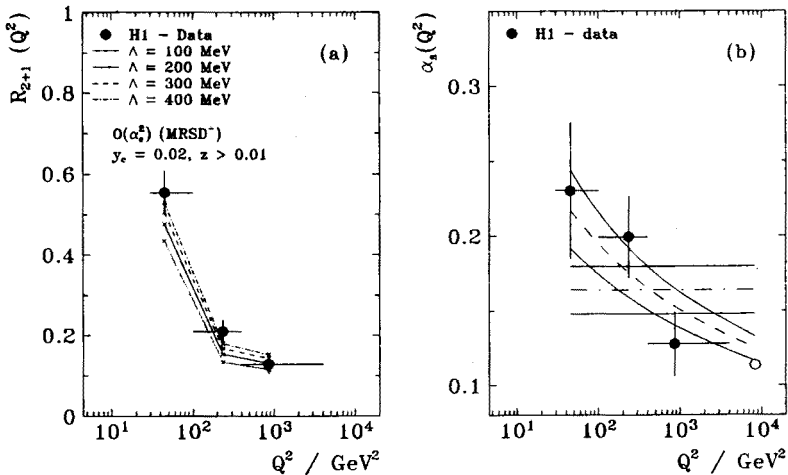 R₂₊₁(Q²)
1
0.8
0.6
0.4
0.2
0
H1 - Data
Λ = 100 MeV
Λ = 200 MeV
Λ = 300 MeV
Λ = 400 MeV
(a)
O(αₛ²) (MRSD⁻)
y_c = 0.02, z > 0.01
10¹ 10² 10³ 10⁴
Q² / GeV²
αₛ(Q²)
0.3
0.2
0.1
H1 - data
(b)
10¹ 10² 10³ 10⁴
Q² / GeV²